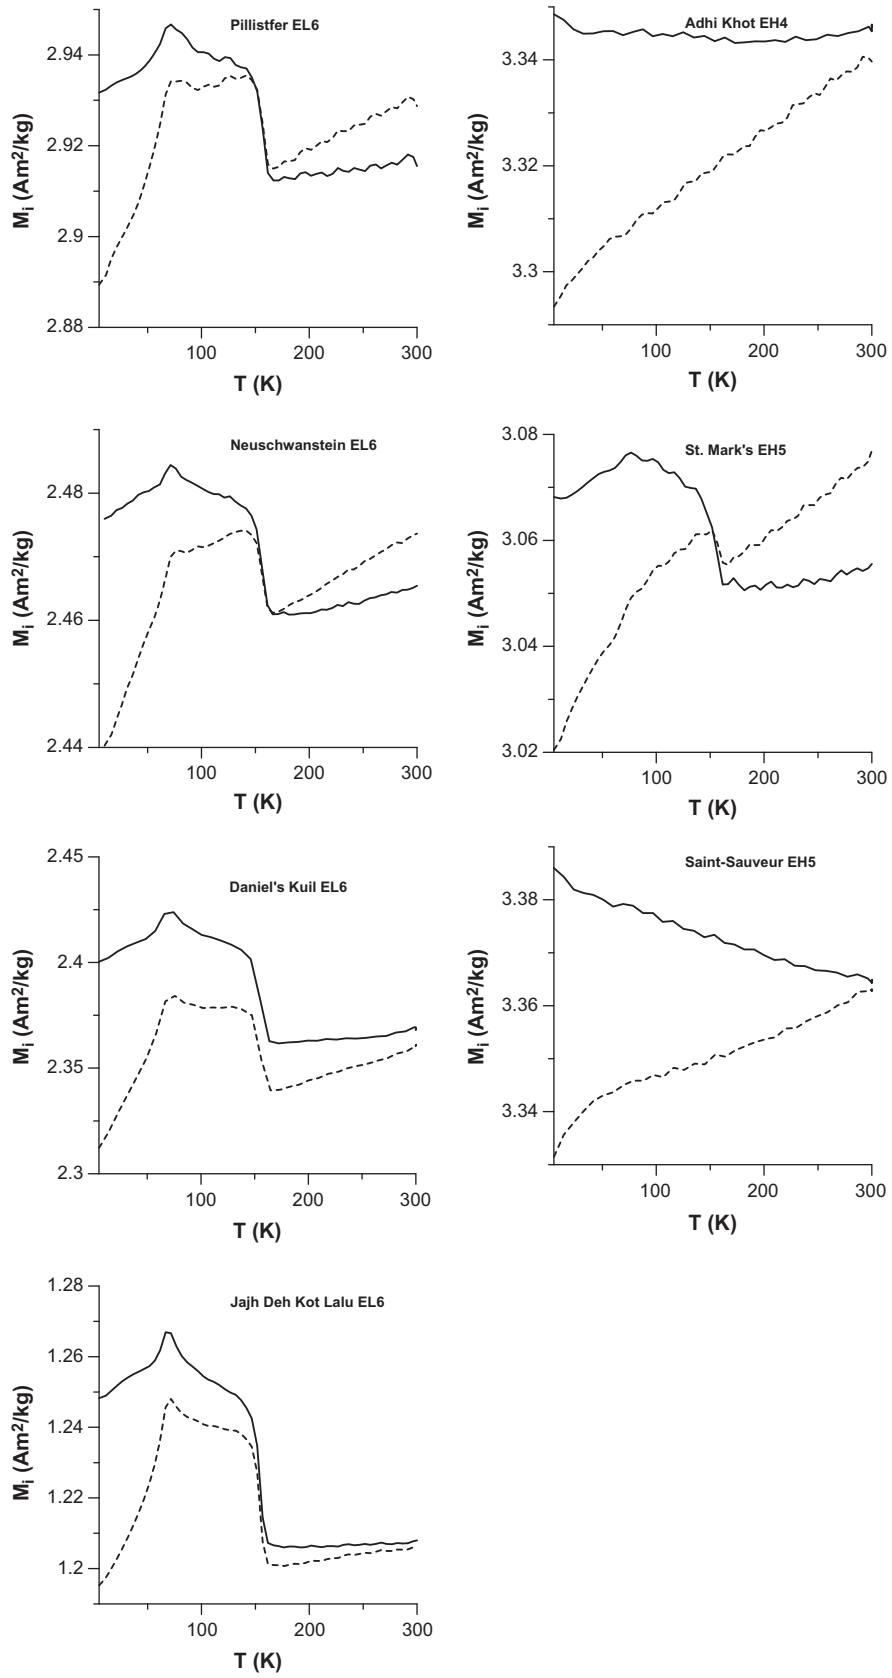 Pillistfer EL6
2.94
2.92
2.9
2.88
Mi (Am²/kg)
100
200
300
T (K)
Adhi Khot EH4
3.34
3.32
3.3
Mi (Am²/kg)
100
200
300
T (K)
Neuschwanstein EL6
2.48
2.46
2.44
Mi (Am²/kg)
100
200
300
T (K)
St. Mark's EH5
3.08
3.06
3.04
3.02
Mi (Am²/kg)
100
200
300
T (K)
Daniel's Kuil EL6
2.45
2.4
2.35
2.3
Mi (Am²/kg)
100
200
300
T (K)
Saint-Sauveur EH5
3.38
3.36
3.34
Mi (Am²/kg)
100
200
300
T (K)
Jajh Deh Kot Lalu EL6
1.28
1.26
1.24
1.22
1.2
Mi (Am²/kg)
100
200
300
T (K)